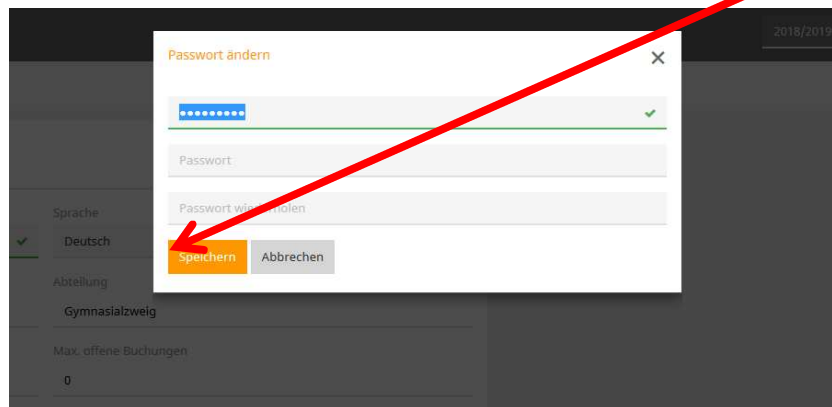 2018/2019
Passwort ändern
Passwort
Passwort wiederholen
Sprache
Deutsch
Speichern Abbrechen
Abteilung
Gymnasialzweig
Max. offene Buchungen
0